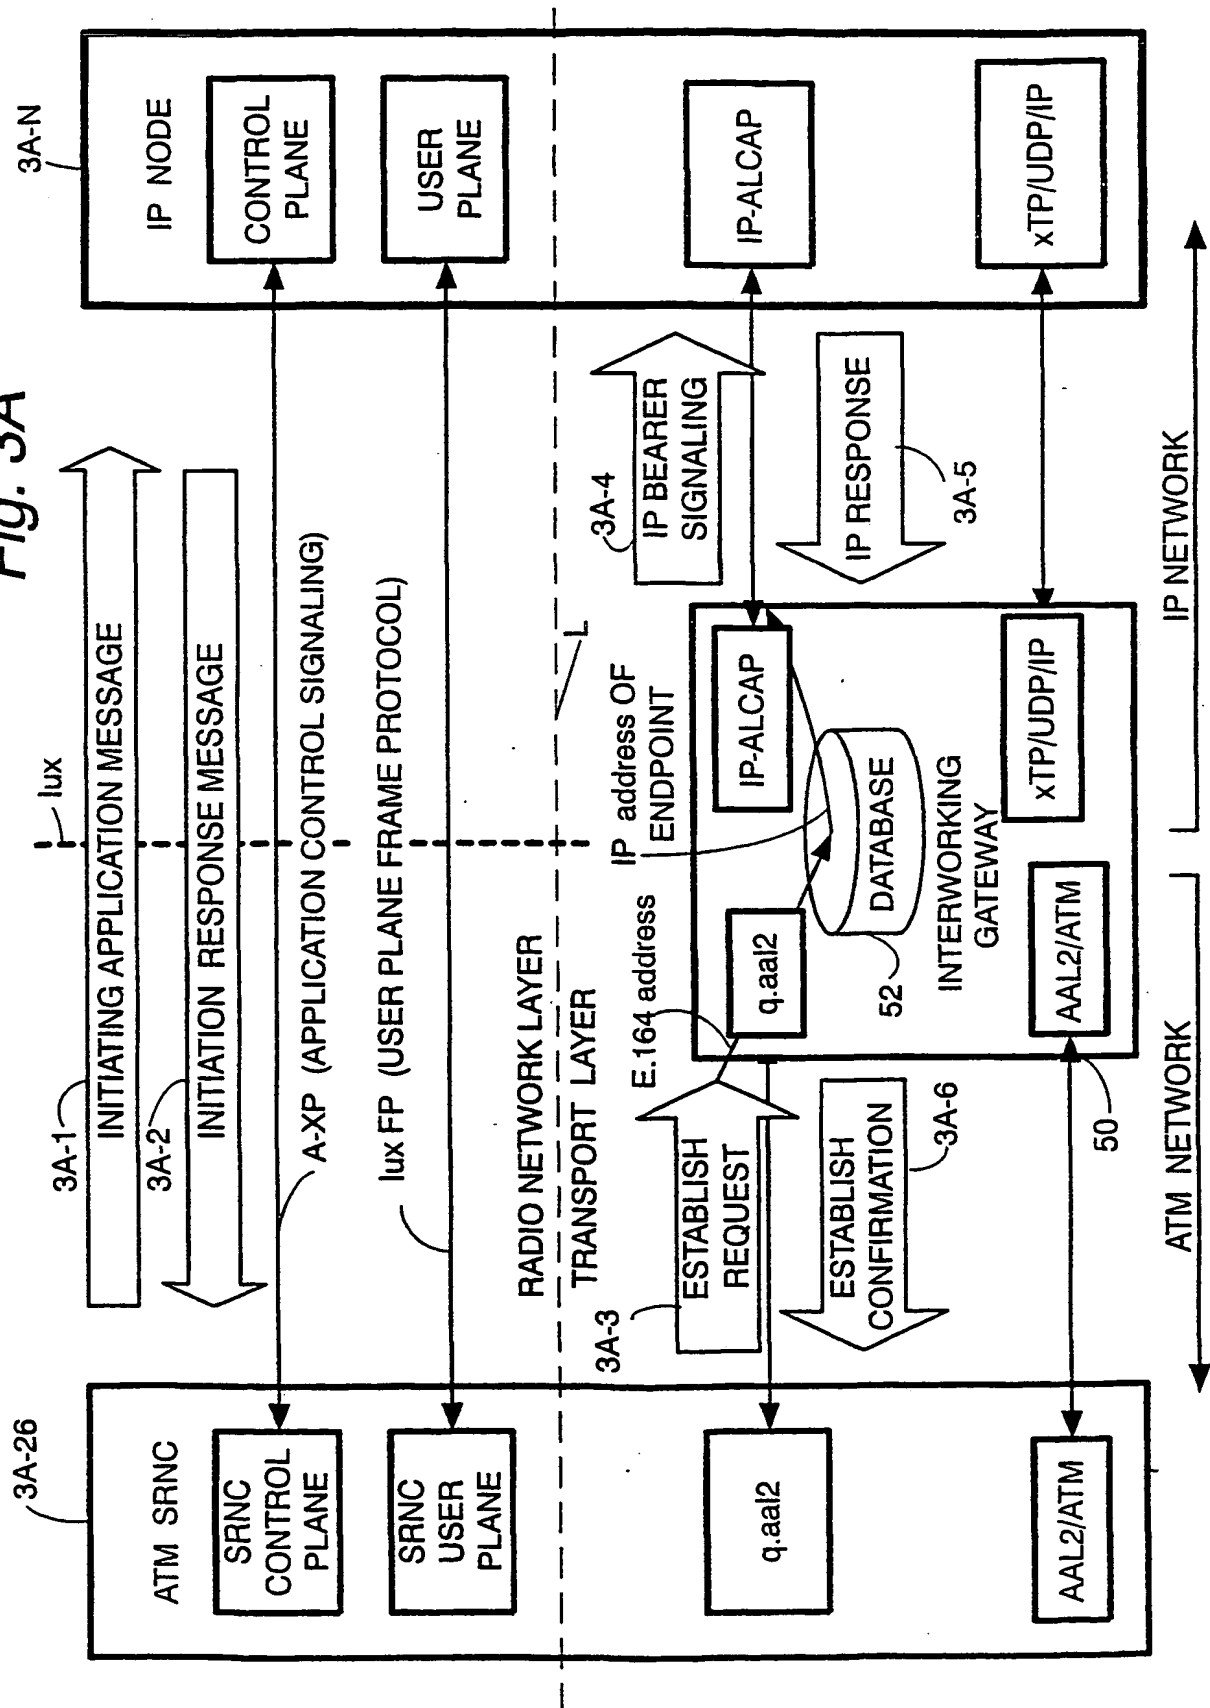 Fig. 3A
3A-1
INITIATING APPLICATION MESSAGE
Iux
3A-2
INITIATION RESPONSE MESSAGE
3A-26
ATM SRNC
SRNC
CONTROL
PLANE
SRNC
USER
PLANE
q.aal2
AAL2/ATM
A-XP (APPLICATION CONTROL SIGNALING)
Iux FP (USER PLANE FRAME PROTOCOL)
RADIO NETWORK LAYER
TRANSPORT LAYER
L
3A-N
IP NODE
CONTROL
PLANE
USER
PLANE
IP-ALCAP
xTP/UDP/IP
3A-3
ESTABLISH
REQUEST
E.164 address
ESTABLISH
CONFIRMATION
3A-6
IP address OF
ENDPOINT
q.aal2
IP-ALCAP
DATABASE
52
INTERWORKING
GATEWAY
AAL2/ATM
xTP/UDP/IP
50
3A-4
IP BEARER
SIGNALING
IP RESPONSE
3A-5
ATM NETWORK
IP NETWORK